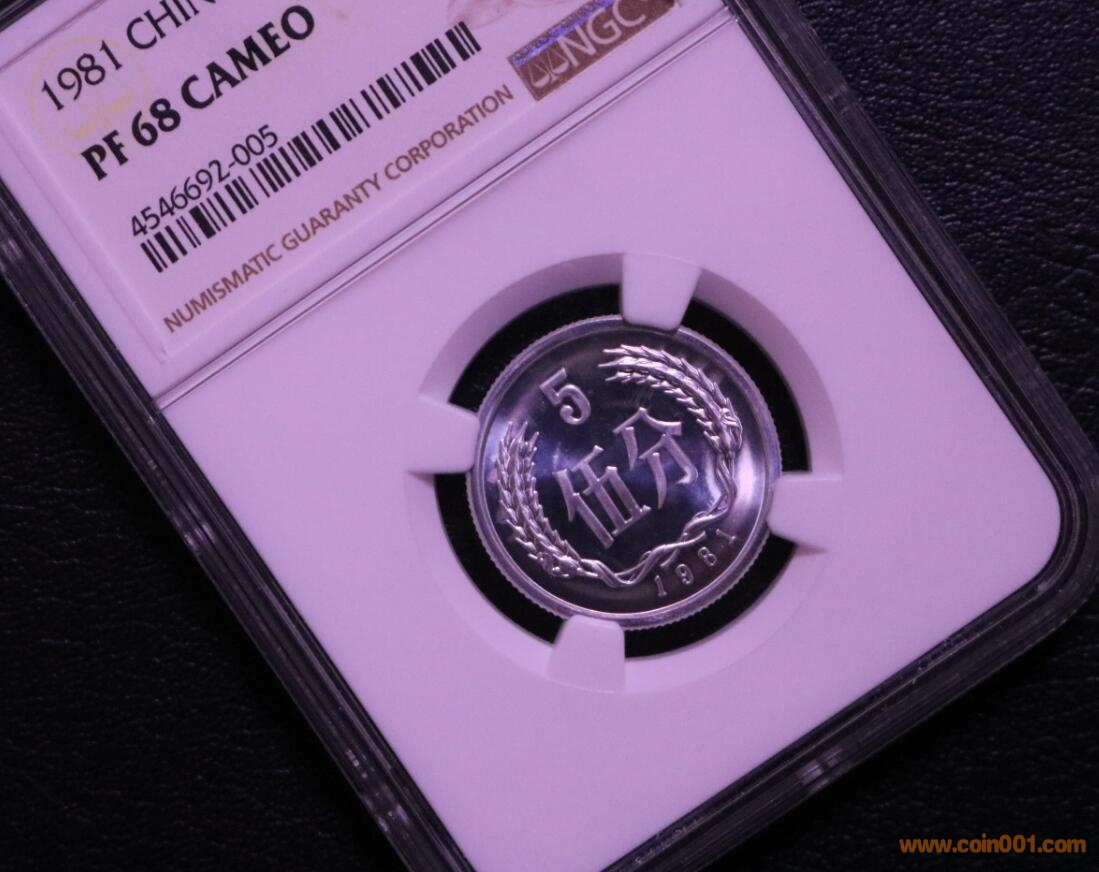 1981 CHIN
PF 68 CAMEO
4546692-005
NGC
NUMISMATIC GUARANTY CORPORATION
5
伍分
1981
www.coin001.com